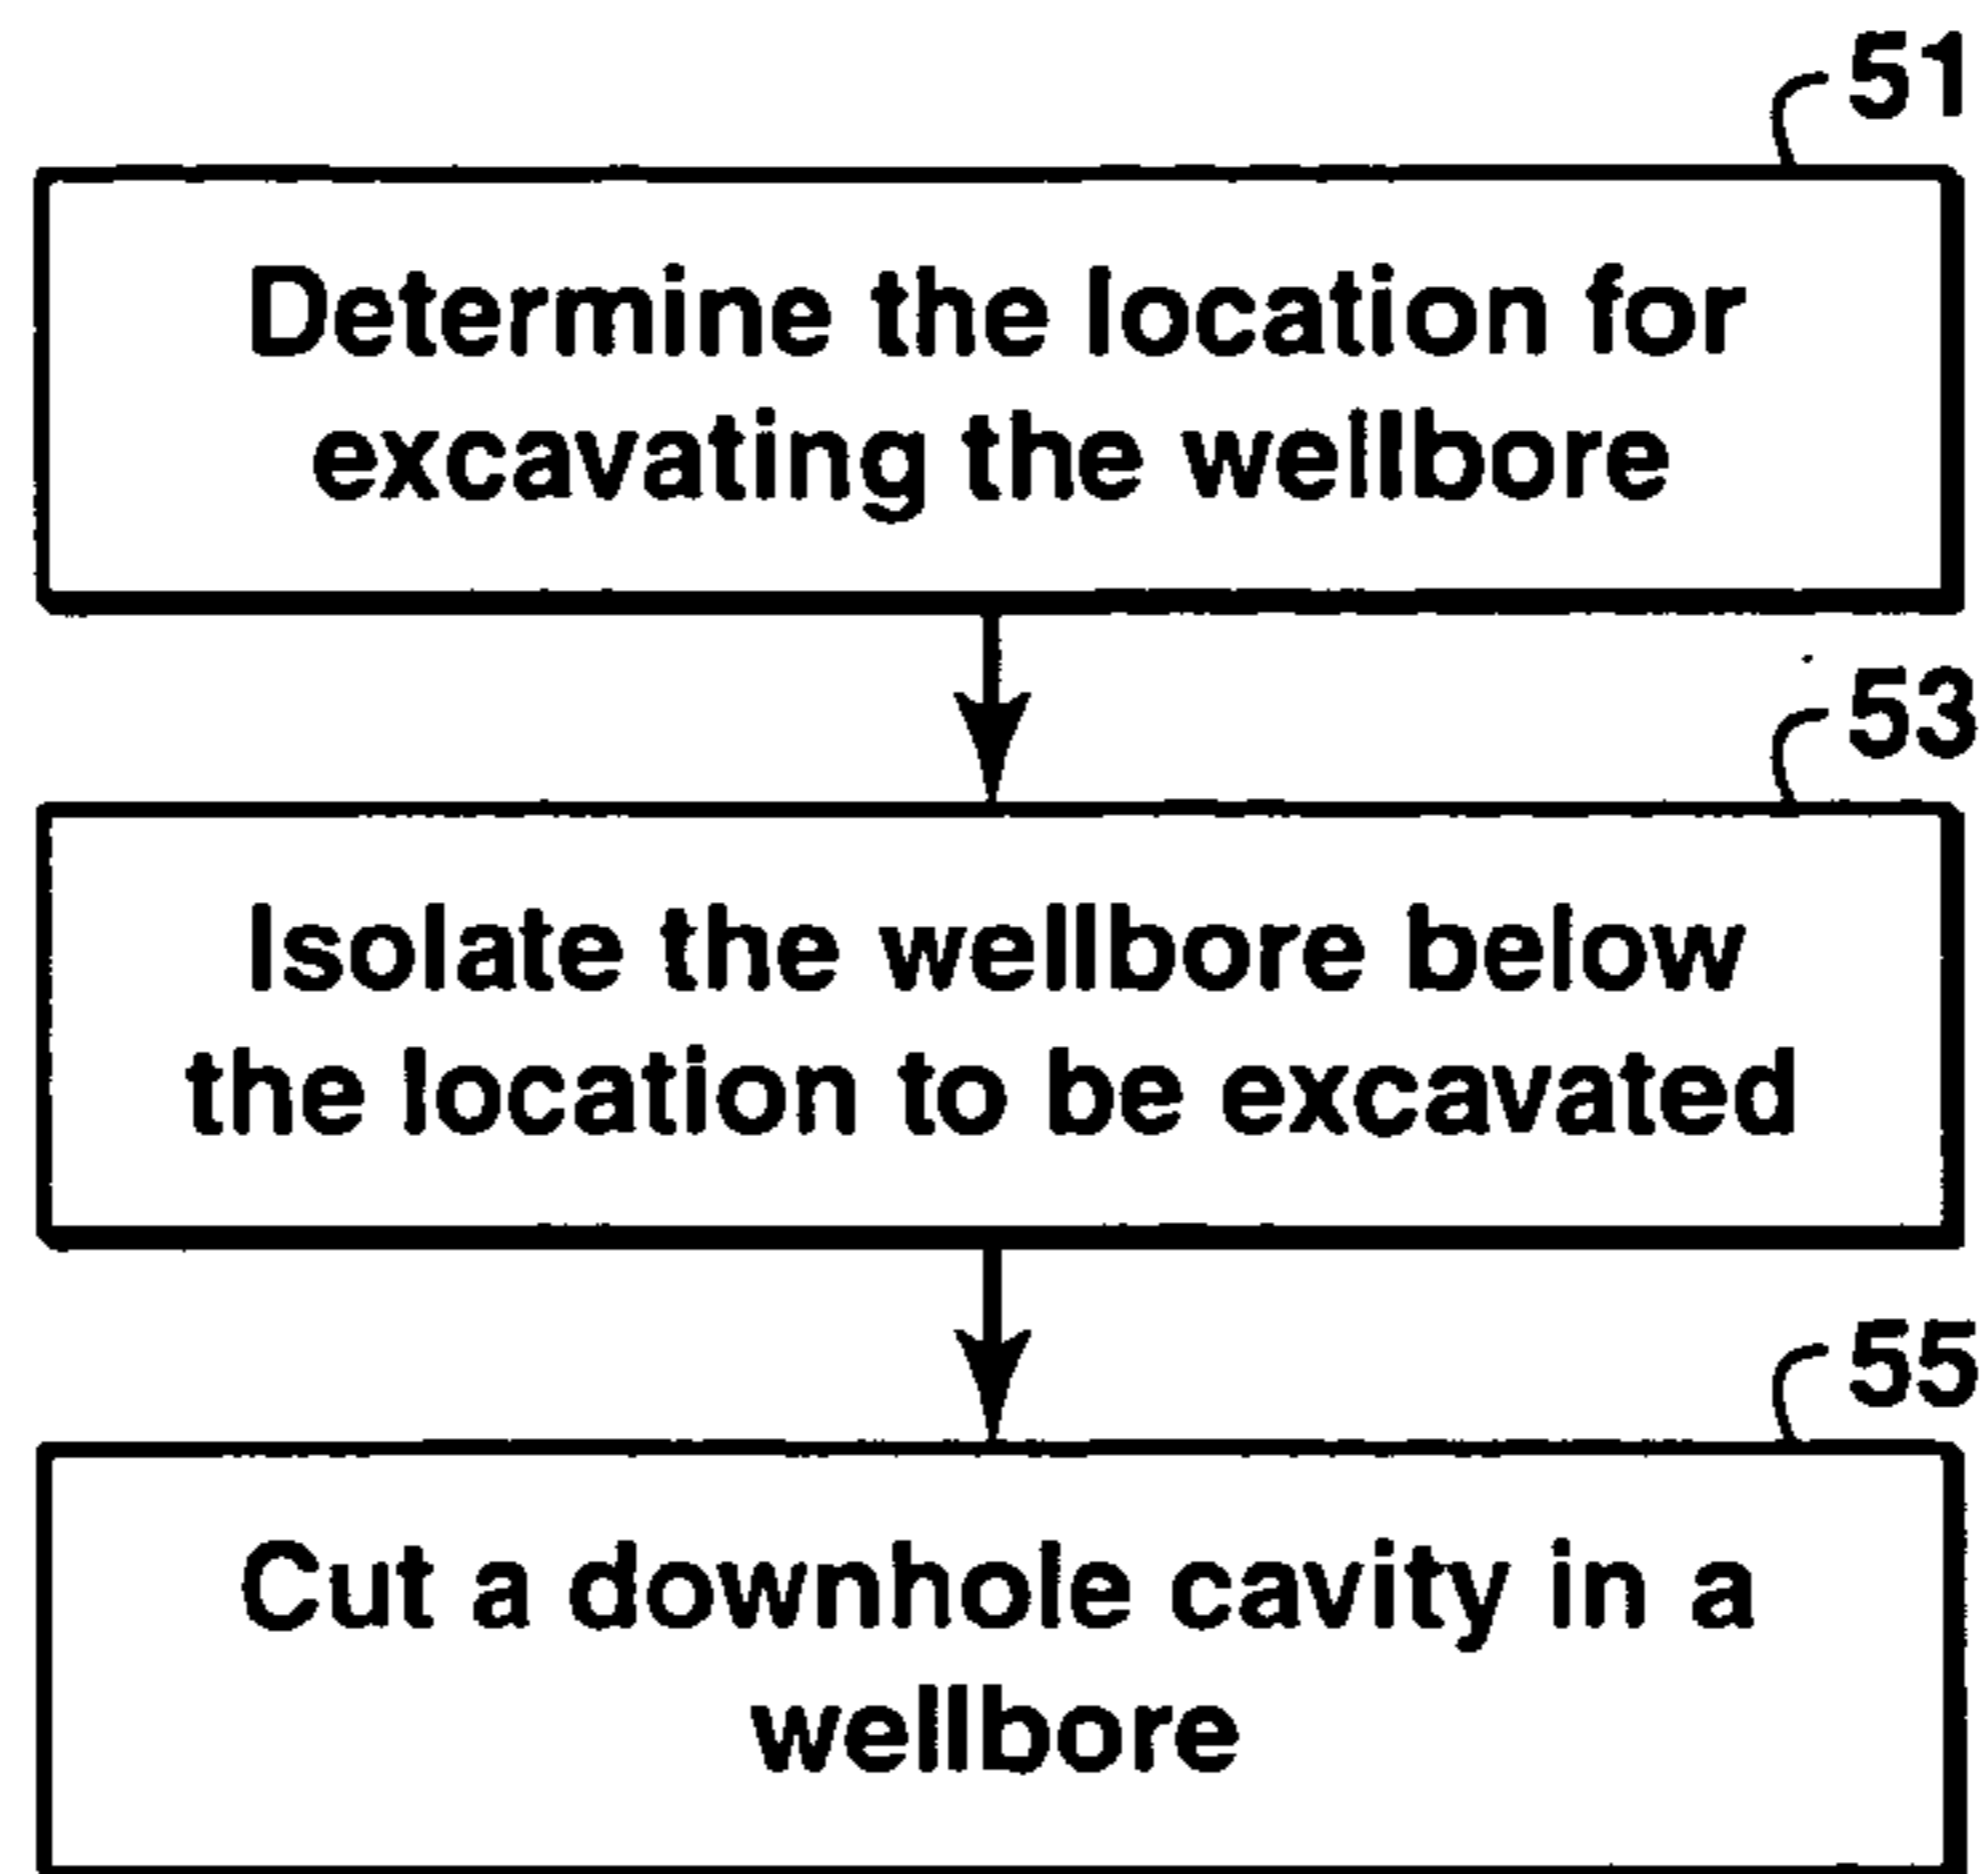 51
Determine the location for
excavating the wellbore
53
Isolate the wellbore below
the location to be excavated
55
Cut a downhole cavity in a
wellbore